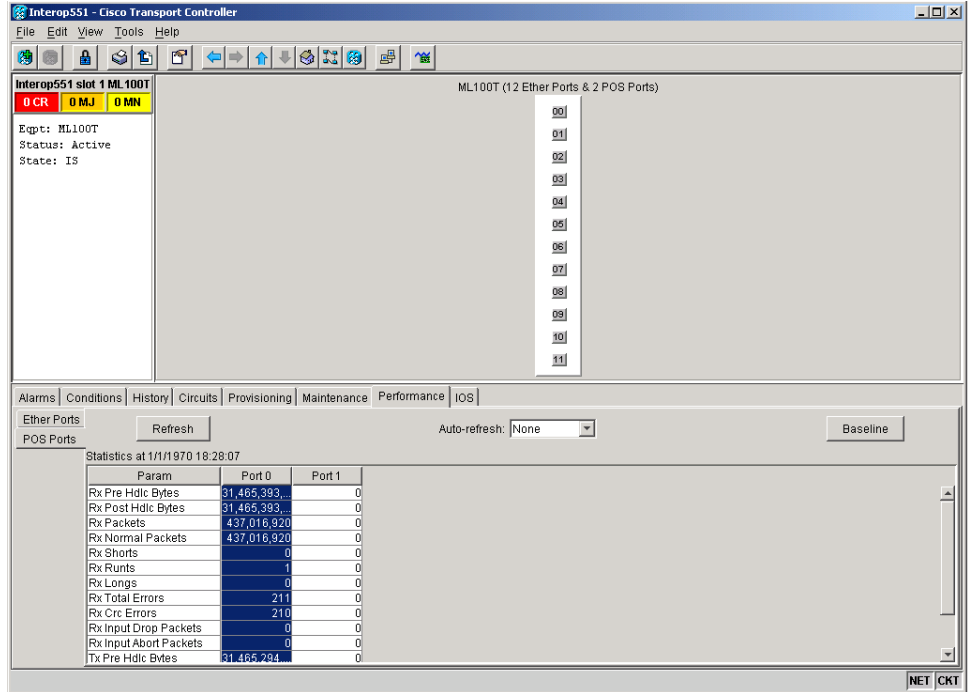 Interop551 - Cisco Transport Controller
File Edit View Tools Help
Interop551 slot 1 ML100T
0 CR 0 MJ 0 MN
Eqpt: ML100T
Status: Active
State: IS
ML100T (12 Ether Ports & 2 POS Ports)
00
01
02
03
04
05
06
07
08
09
10
11
Alarms Conditions History Circuits Provisioning Maintenance Performance IOS
Ether Ports
POS Ports
Refresh Auto-refresh: None Baseline
Statistics at 1/1/1970 18:28:07
Param Port 0 Port 1
Rx Pre Hdlc Bytes 31,465,393,... 0
Rx Post Hdlc Bytes 31,465,393,... 0
Rx Packets 437,016,920 0
Rx Normal Packets 437,016,920 0
Rx Shorts 0 0
Rx Runts 1 0
Rx Longs 0 0
Rx Total Errors 211 0
Rx Crc Errors 210 0
Rx Input Drop Packets 0 0
Rx Input Abort Packets 0 0
Tx Pre Hdlc Bytes 31,465,294,... 0
NET CKT